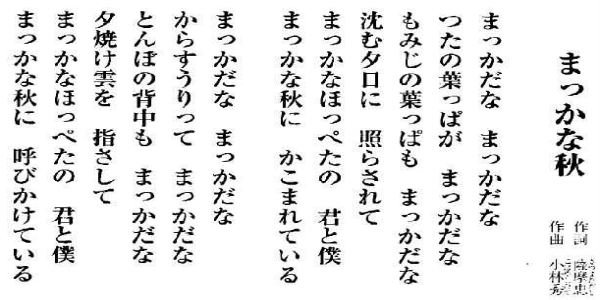 まっかな秋
作詞 薩摩忠
作曲 小林秀
まっかだな まっかだな
つたの葉っぱが まっかだな
もみじの葉っぱも まっかだな
沈む夕日に 照らされて
まっかなほっぺたの 君と僕
まっかな秋に かこまれている
まっかだな まっかだな
からすうりって まっかだな
とんぼの背中も まっかだな
夕焼け雲を 指さして
まっかなほっぺたの 君と僕
まっかな秋に 呼びかけている